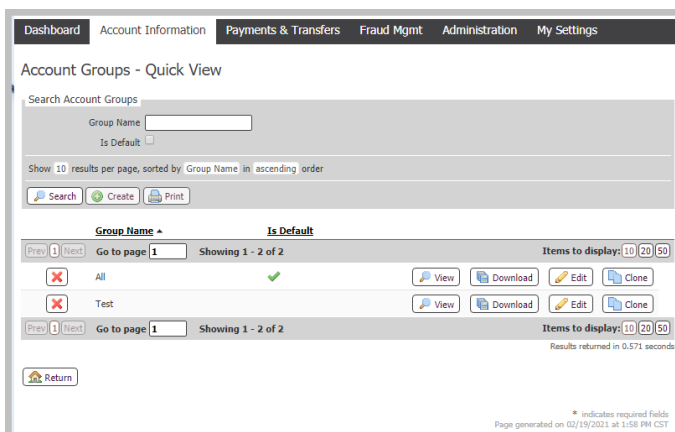 Dashboard Account Information Payments & Transfers Fraud Mgmt Administration My Settings
Account Groups - Quick View
Search Account Groups
Group Name
Is Default
Show 10 results per page, sorted by Group Name in ascending order
Search Create Print
Group Name Is Default
Prev 1 Next Go to page 1 Showing 1 - 2 of 2 Items to display: 10 20 50
All View Download Edit Clone
Test View Download Edit Clone
Prev 1 Next Go to page 1 Showing 1 - 2 of 2 Items to display: 10 20 50
Results returned in 0.571 seconds
Return
* indicates required fields
Page generated on 02/19/2021 at 1:58 PM CST